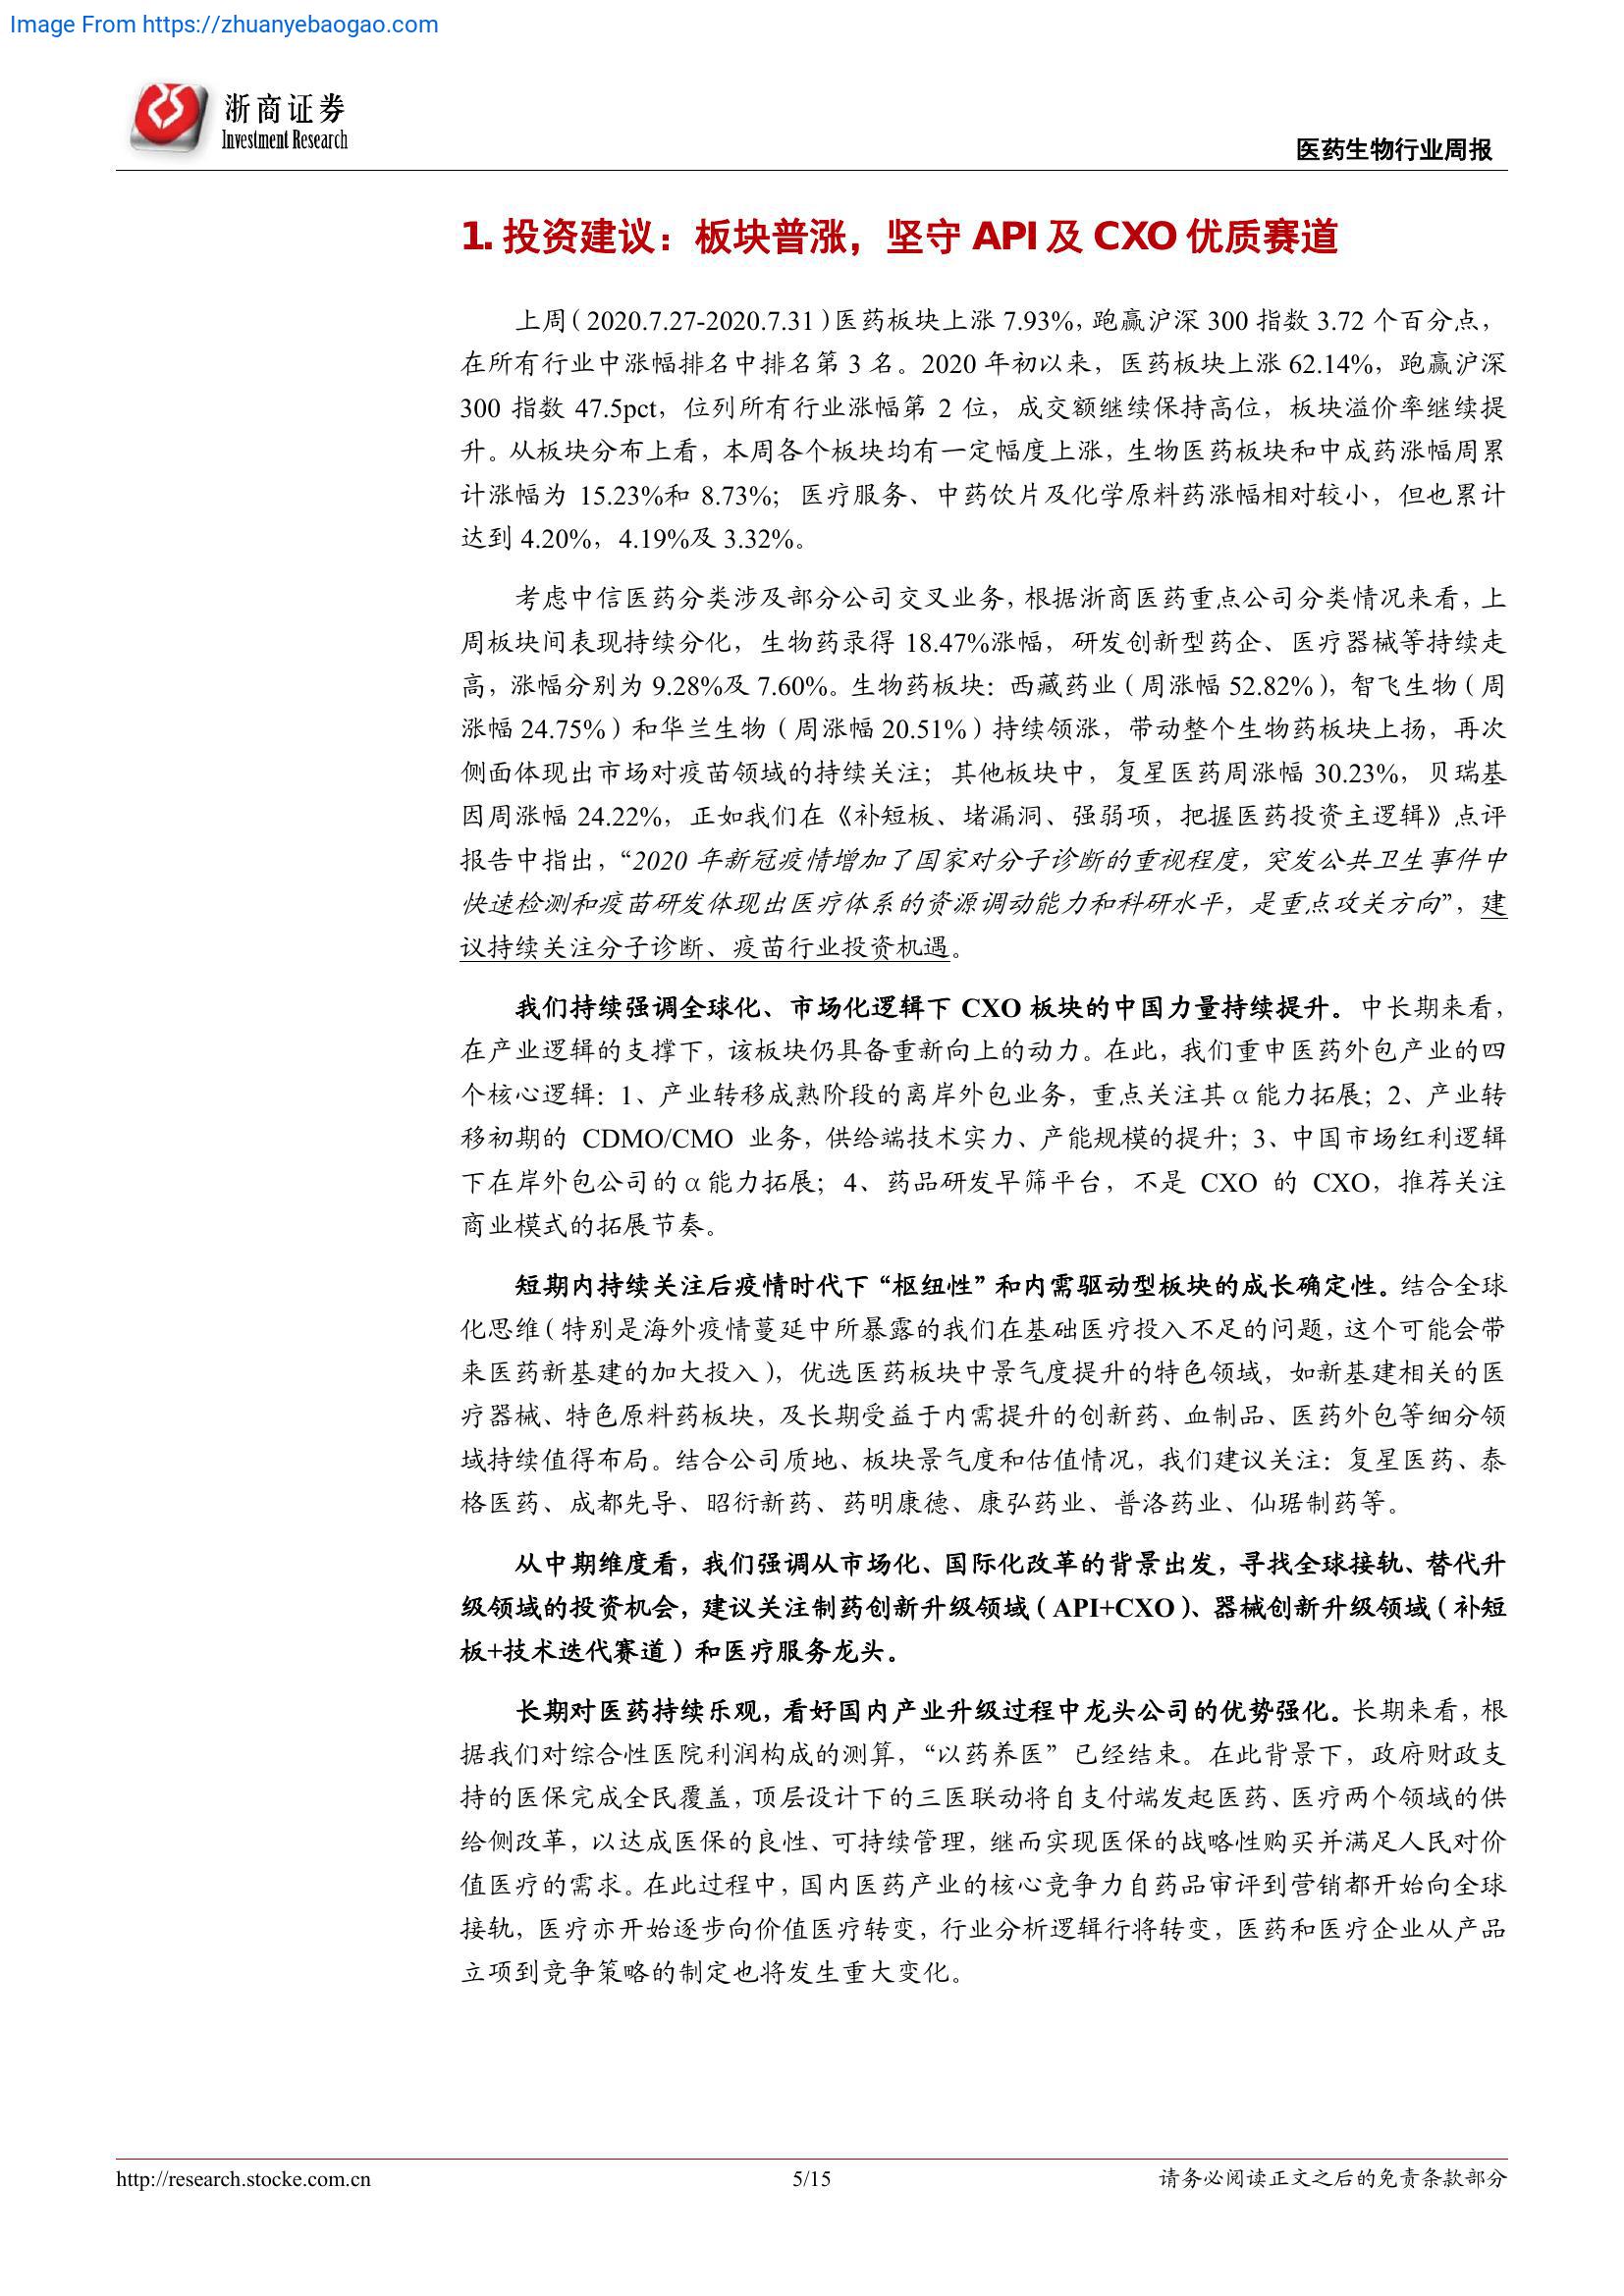 Image From https://zhuanyebaogao.com
浙商证券
Investment Research
医药生物行业周报
1. 投资建议：板块普涨，坚守 API 及 CXO 优质赛道
上周（2020.7.27-2020.7.31）医药板块上涨 7.93%，跑赢沪深 300 指数 3.72 个百分点，
在所有行业中涨幅排名中排名第 3 名。2020 年初以来，医药板块上涨 62.14%，跑赢沪深
300 指数 47.5pct，位列所有行业涨幅第 2 位，成交额继续保持高位，板块溢价率继续提
升。从板块分布上看，本周各个板块均有一定幅度上涨，生物医药板块和中成药涨幅周累
计涨幅为 15.23%和 8.73%；医疗服务、中药饮片及化学原料药涨幅相对较小，但也累计
达到 4.20%，4.19%及 3.32%。
考虑中信医药分类涉及部分公司交叉业务，根据浙商医药重点公司分类情况来看，上
周板块间表现持续分化，生物药录得 18.47%涨幅，研发创新型药企、医疗器械等持续走
高，涨幅分别为 9.28%及 7.60%。生物药板块：西藏药业（周涨幅 52.82%），智飞生物（周
涨幅 24.75%）和华兰生物（周涨幅 20.51%）持续领涨，带动整个生物药板块上扬，再次
侧面体现出市场对疫苗领域的持续关注；其他板块中，复星医药周涨幅 30.23%，贝瑞基
因周涨幅 24.22%，正如我们在《补短板、堵漏洞、强弱项，把握医药投资主逻辑》点评
报告中指出，“2020 年新冠疫情增加了国家对分子诊断的重视程度，突发公共卫生事件中
快速检测和疫苗研发体现出医疗体系的资源调动能力和科研水平，是重点攻关方向”，建
议持续关注分子诊断、疫苗行业投资机遇。
我们持续强调全球化、市场化逻辑下 CXO 板块的中国力量持续提升。中长期来看，
在产业逻辑的支撑下，该板块仍具备重新向上的动力。在此，我们重申医药外包产业的四
个核心逻辑：1、产业转移成熟阶段的离岸外包业务，重点关注其 α 能力拓展；2、产业转
移初期的 CDMO/CMO 业务，供给端技术实力、产能规模的提升；3、中国市场红利逻辑
下在岸外包公司的 α 能力拓展；4、药品研发早筛平台，不是 CXO 的 CXO，推荐关注
商业模式的拓展节奏。
短期内持续关注后疫情时代下“枢纽性”和内需驱动型板块的成长确定性。结合全球
化思维（特别是海外疫情蔓延中所暴露的我们在基础医疗投入不足的问题，这个可能会带
来医药新基建的加大投入），优选医药板块中景气度提升的特色领域，如新基建相关的医
疗器械、特色原料药板块，及长期受益于内需提升的创新药、血制品、医药外包等细分领
域持续值得布局。结合公司质地、板块景气度和估值情况，我们建议关注：复星医药、泰
格医药、成都先导、昭衍新药、药明康德、康弘药业、普洛药业、仙琚制药等。
从中期维度看，我们强调从市场化、国际化改革的背景出发，寻找全球接轨、替代升
级领域的投资机会，建议关注制药创新升级领域（API+CXO）、器械创新升级领域（补短
板+技术迭代赛道）和医疗服务龙头。
长期对医药持续乐观，看好国内产业升级过程中龙头公司的优势强化。长期来看，根
据我们对综合性医院利润构成的测算，“以药养医”已经结束。在此背景下，政府财政支
持的医保完成全民覆盖，顶层设计下的三医联动将自支付端发起医药、医疗两个领域的供
给侧改革，以达成医保的良性、可持续管理，继而实现医保的战略性购买并满足人民对价
值医疗的需求。在此过程中，国内医药产业的核心竞争力自药品审评到营销都开始向全球
接轨，医疗亦开始逐步向价值医疗转变，行业分析逻辑行将转变，医药和医疗企业从产品
立项到竞争策略的制定也将发生重大变化。
http://research.stocke.com.cn
5/15
请务必阅读正文之后的免责条款部分